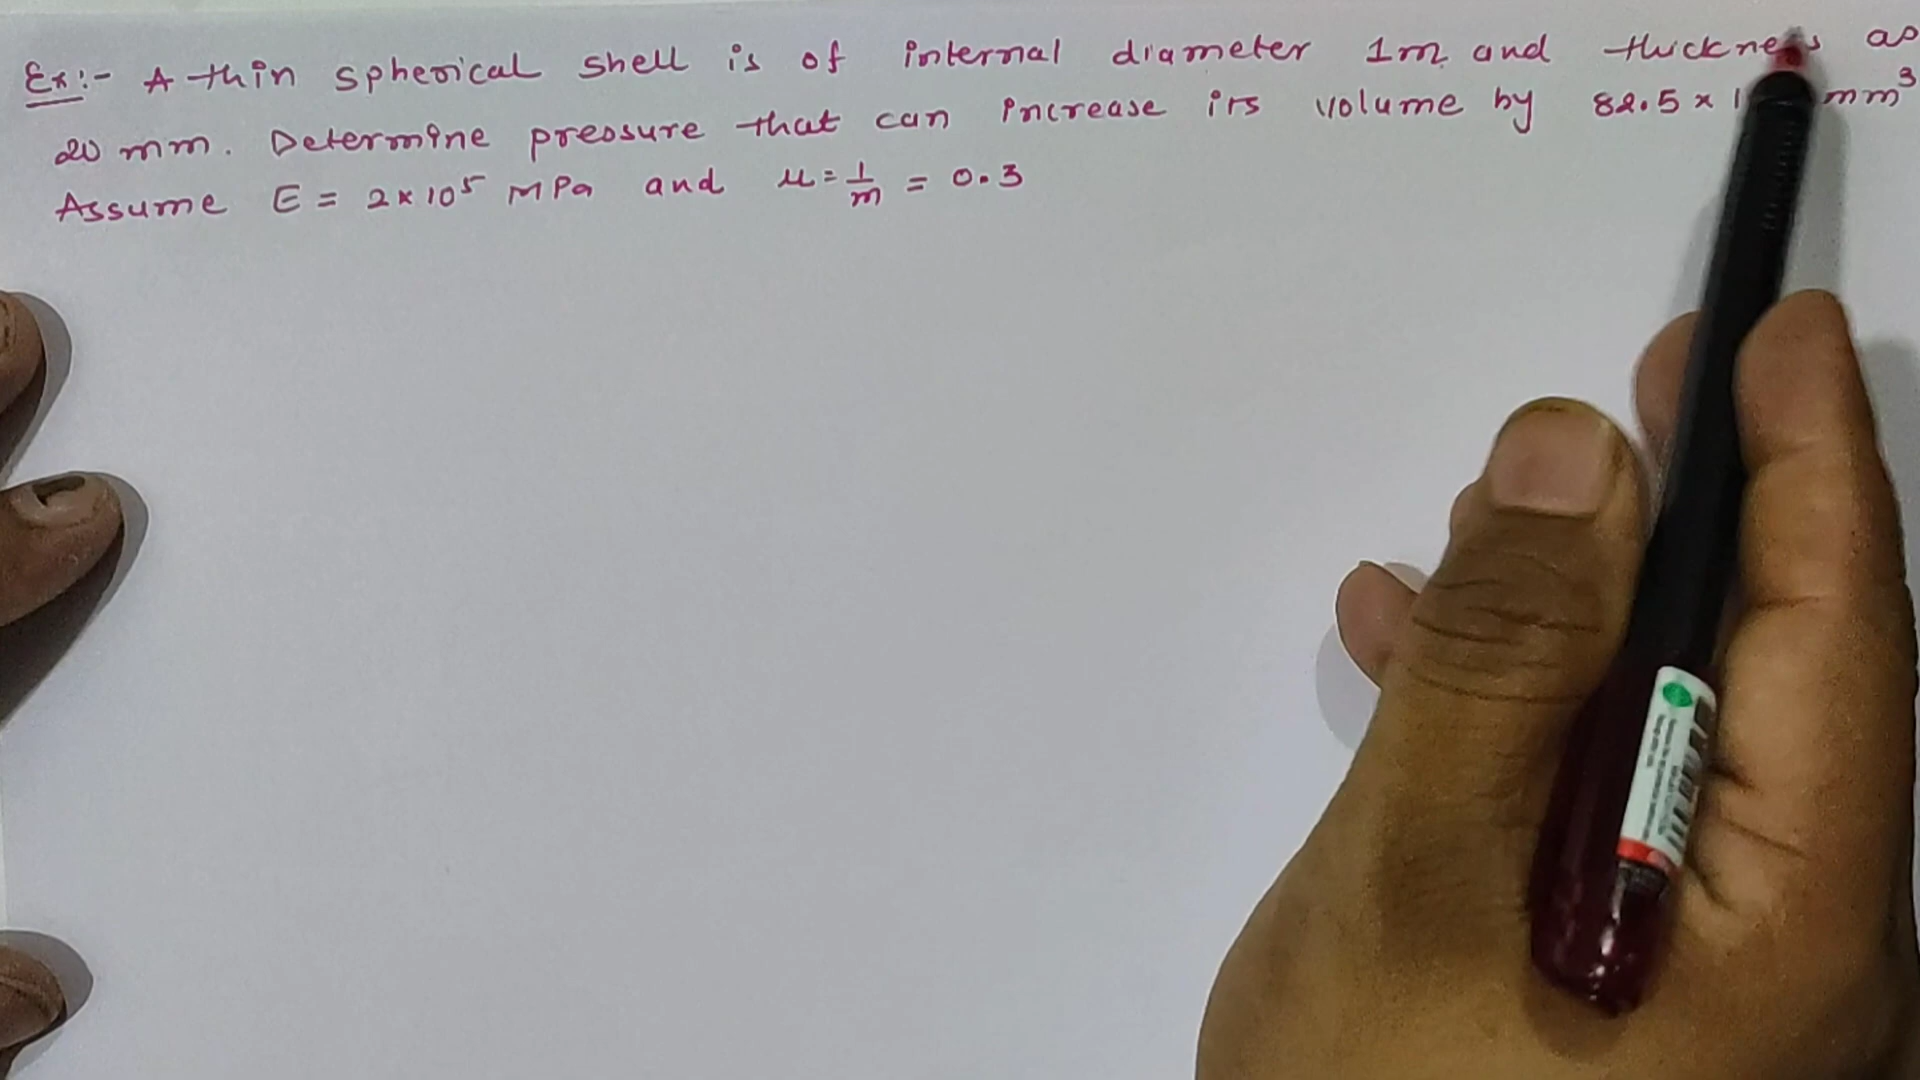 Ex:- A thin spherical shell is of internal diameter 1m and thickness as
20 mm. Determine pressure that can increase its volume by 82.5 × 1 mm³
Assume E = 2×10⁵ MPa and μ = 1/m = 0.3